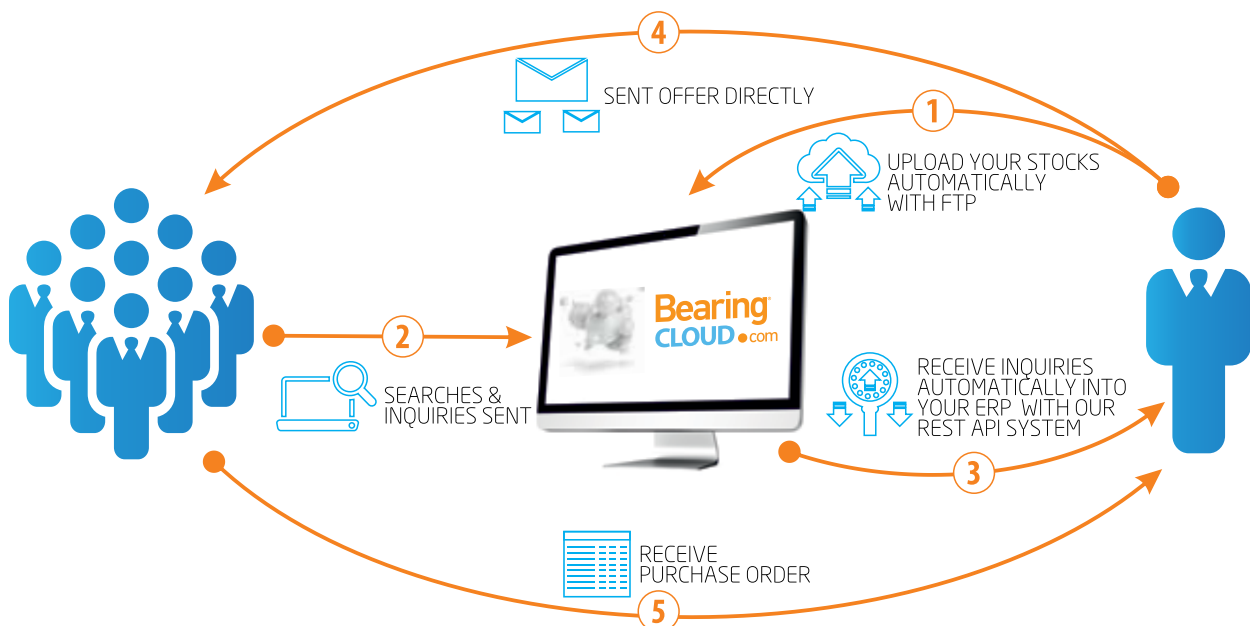 4
SENT OFFER DIRECTLY
1
UPLOAD YOUR STOCKS
AUTOMATICALLY
WITH FTP
Bearing
CLOUD.com
2
SEARCHES &
INQUIRIES SENT
RECEIVE INQUIRIES
AUTOMATICALLY INTO
YOUR ERP WITH OUR
REST API SYSTEM
3
RECEIVE
PURCHASE ORDER
5